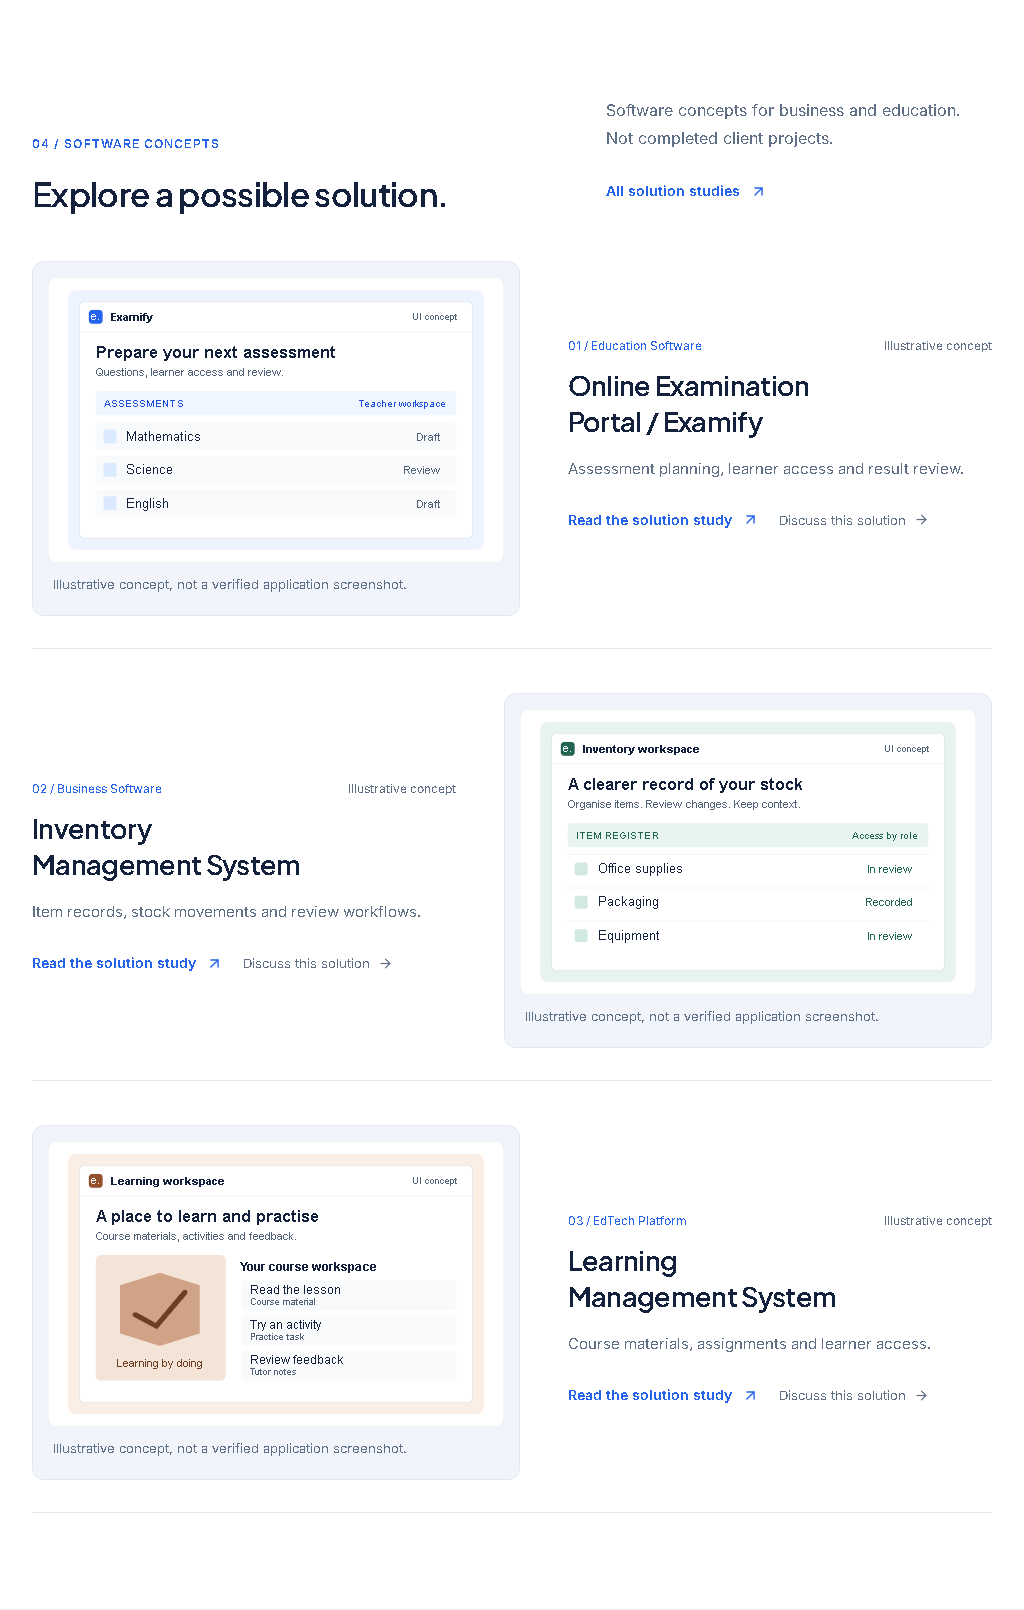 04 / SOFTWARE CONCEPTS
Explore a possible solution.
Software concepts for business and education.
Not completed client projects.
All solution studies
e. Examify UI concept
Prepare your next assessment
Questions, learner access and review.
ASSESSMENTS Teacher workspace
Mathematics Draft
Science Review
English Draft
Illustrative concept, not a verified application screenshot.
01 / Education Software Illustrative concept
Online Examination
Portal / Examify
Assessment planning, learner access and result review.
Read the solution study Discuss this solution
02 / Business Software Illustrative concept
Inventory
Management System
Item records, stock movements and review workflows.
Read the solution study Discuss this solution
e. Inventory workspace UI concept
A clearer record of your stock
Organise items. Review changes. Keep context.
ITEM REGISTER Access by role
Office supplies In review
Packaging Recorded
Equipment In review
Illustrative concept, not a verified application screenshot.
e. Learning workspace UI concept
A place to learn and practise
Course materials, activities and feedback.
Learning by doing
Your course workspace
Read the lesson
Course material
Try an activity
Practice task
Review feedback
Tutor notes
Illustrative concept, not a verified application screenshot.
03 / EdTech Platform Illustrative concept
Learning
Management System
Course materials, assignments and learner access.
Read the solution study Discuss this solution